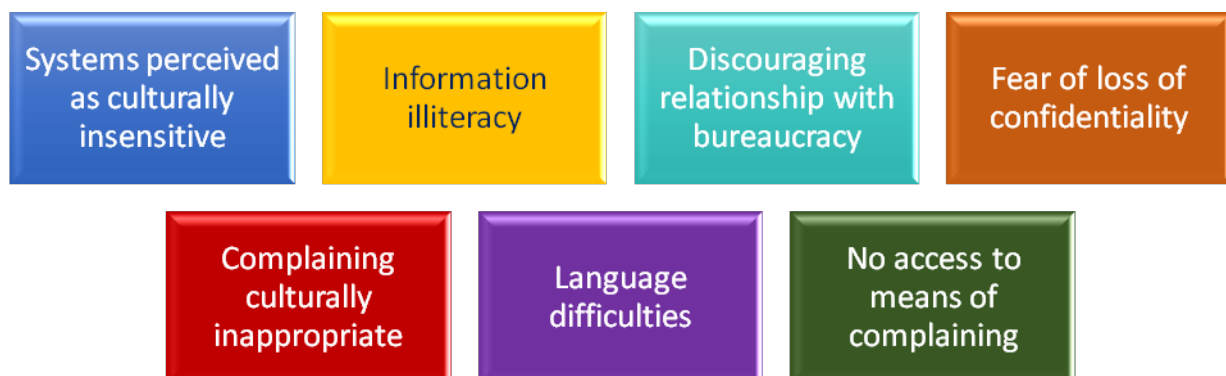 Systems perceived
as culturally
insensitive
Information
illiteracy
Discouraging
relationship with
bureaucracy
Fear of loss of
confidentiality
Complaining
culturally
inappropriate
Language
difficulties
No access to
means of
complaining